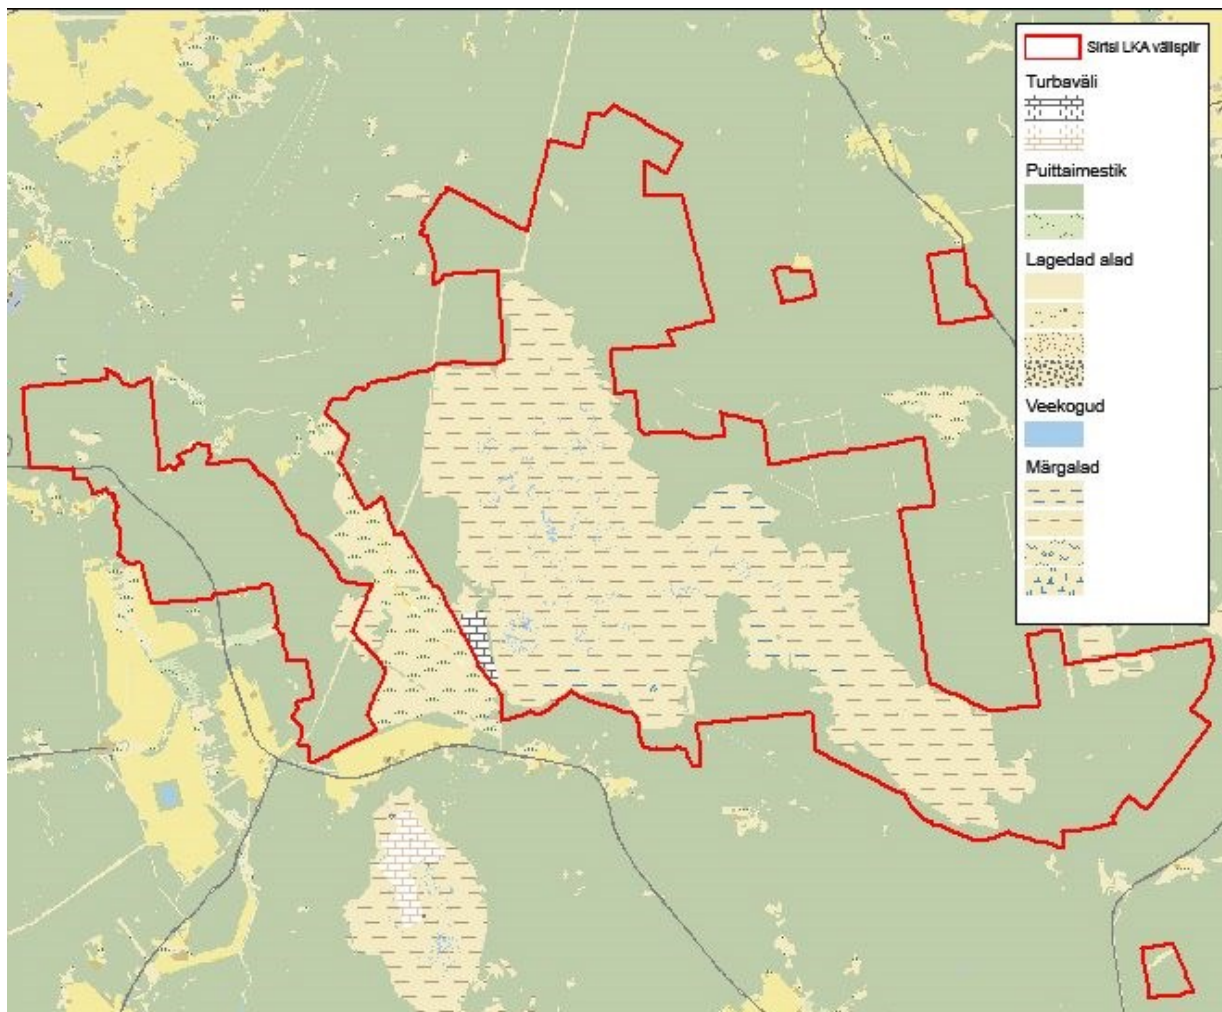 Sirtsi LKA välispiir
Turbaväli
Puittaimestik
Lagedad alad
Veekogud
Märgalad